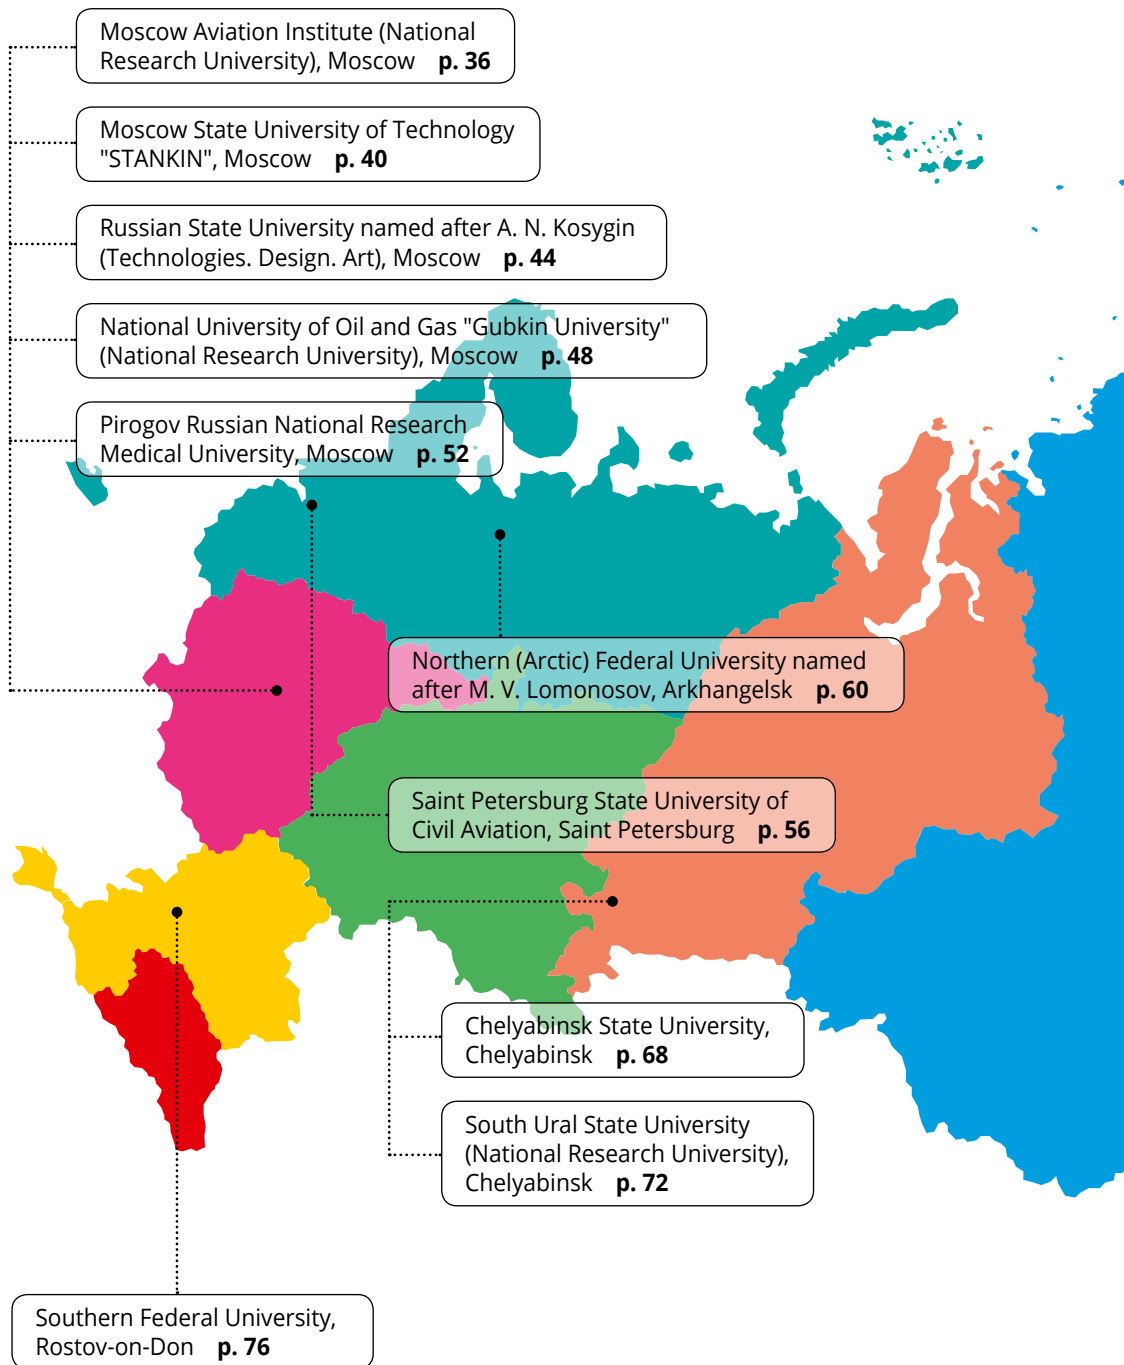 Moscow Aviation Institute (National
Research University), Moscow p. 36
Moscow State University of Technology
"STANKIN", Moscow p. 40
Russian State University named after A. N. Kosygin
(Technologies. Design. Art), Moscow p. 44
National University of Oil and Gas "Gubkin University"
(National Research University), Moscow p. 48
Pirogov Russian National Research
Medical University, Moscow p. 52
Northern (Arctic) Federal University named
after M. V. Lomonosov, Arkhangelsk p. 60
Saint Petersburg State University of
Civil Aviation, Saint Petersburg p. 56
Chelyabinsk State University,
Chelyabinsk p. 68
South Ural State University
(National Research University),
Chelyabinsk p. 72
Southern Federal University,
Rostov-on-Don p. 76